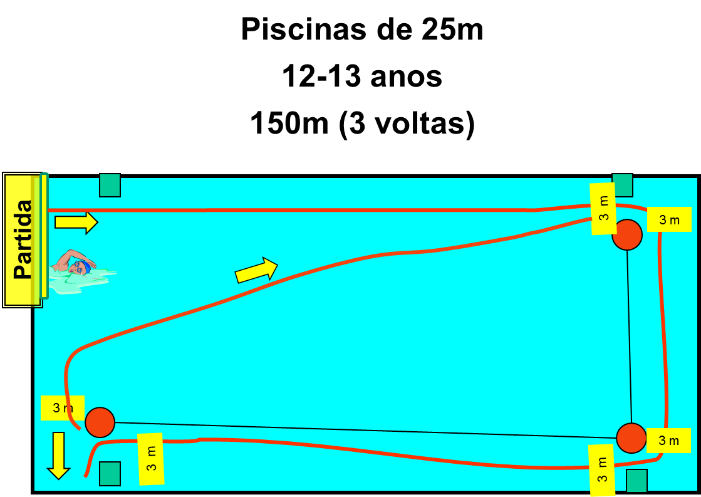 Piscinas de 25m
12-13 anos
150m (3 voltas)
Partida
3 m
3 m
3 m
3 m
3 m
3 m